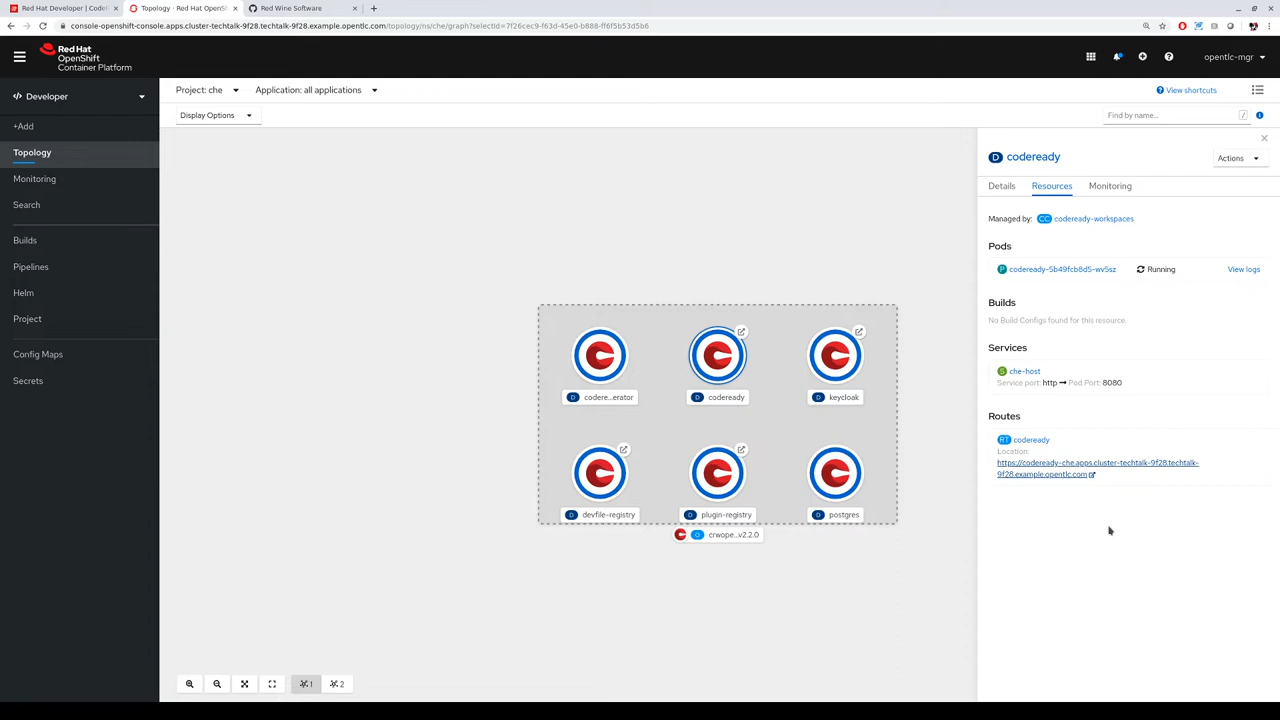 Red Hat Developer | CodeR
Topology · Red Hat OpenSh
Red Wine Software
console-openshift-console.apps.cluster-techtalk-9f28.techtalk-9f28.example.opentlc.com/topology/ns/che/graph?selectId=7f26cec9-f63d-45e0-b888-ff6f5b53d5b6
Red Hat
OpenShift
Container Platform
opentlc-mgr
Developer
Project: che
Application: all applications
View shortcuts
Display Options
Find by name...
/
+Add
Topology
Monitoring
Search
Builds
Pipelines
Helm
Project
Config Maps
Secrets
D codere...erator
D codeready
D keycloak
D devfile-registry
D plugin-registry
D postgres
O crwope...v2.2.0
1
2
D codeready
Actions
Details
Resources
Monitoring
Managed by: CC codeready-workspaces
Pods
P codeready-5b49fcb8d5-wv5sz
Running
View logs
Builds
No Build Configs found for this resource.
Services
S che-host
Service port: http → Pod Port: 8080
Routes
RT codeready
Location:
https://codeready-che.apps.cluster-techtalk-9f28.techtalk-
9f28.example.opentlc.com